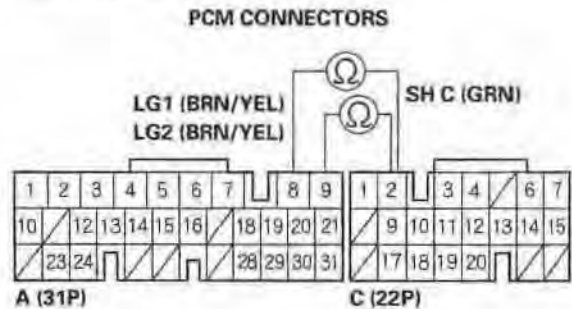 PCM CONNECTORS
LG1 (BRN/YEL)
LG2 (BRN/YEL)
SH C (GRN)
Ω
Ω
1 2 3 4 5 6 7 8 9 1 2 3 4 6 7
10 12 13 14 15 16 18 19 20 21 9 10 11 12 13 14 15
23 24 28 29 30 31 17 18 19 20
A (31P) C (22P)